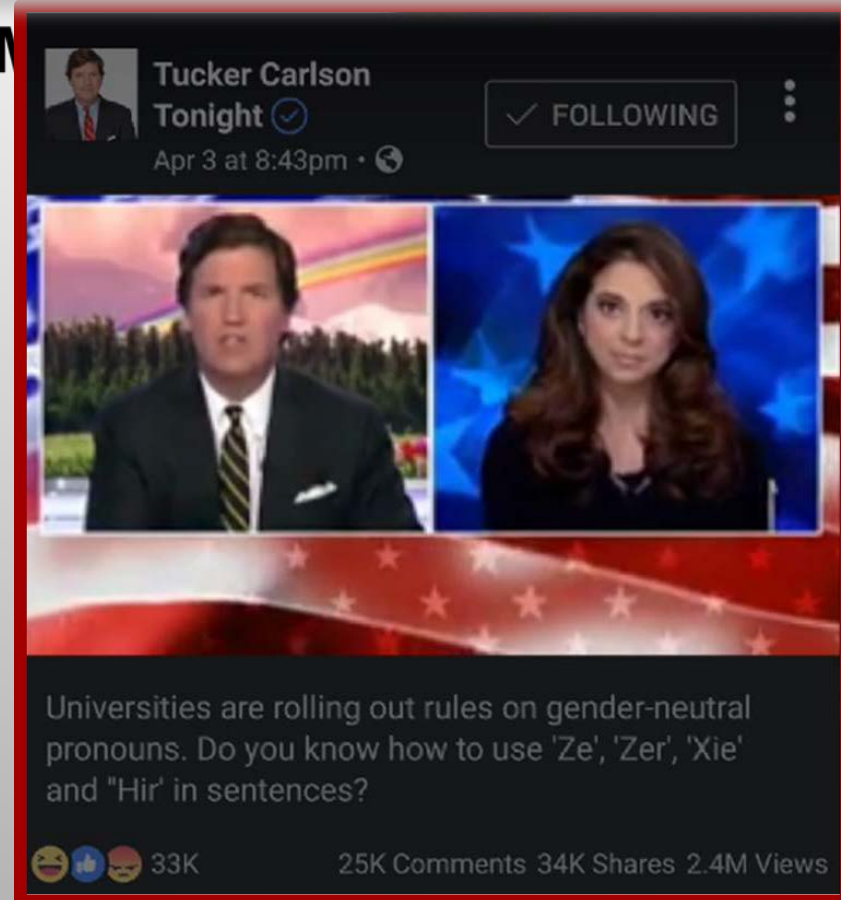 Tucker Carlson
Tonight
FOLLOWING
Apr 3 at 8:43pm •
Universities are rolling out rules on gender-neutral
pronouns. Do you know how to use 'Ze', 'Zer', 'Xie'
and "Hir' in sentences?
33K
25K Comments 34K Shares 2.4M Views